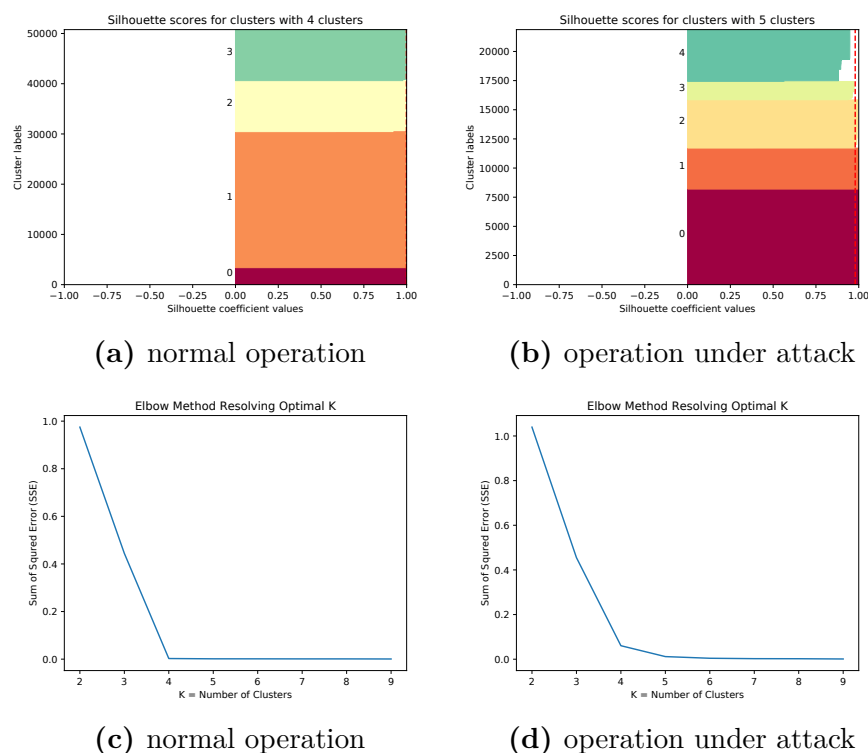 Silhouette scores for clusters with 4 clusters
50000
40000
30000
20000
10000
0
Cluster labels
3
2
1
0
−1.00 −0.75 −0.50 −0.25 0.00 0.25 0.50 0.75 1.00
Silhouette coefficient values
(a) normal operation
Silhouette scores for clusters with 5 clusters
20000
17500
15000
12500
10000
7500
5000
2500
0
Cluster labels
4
3
2
1
0
−1.00 −0.75 −0.50 −0.25 0.00 0.25 0.50 0.75 1.00
Silhouette coefficient values
(b) operation under attack
Elbow Method Resolving Optimal K
1.0
0.8
0.6
0.4
0.2
0.0
Sum of Squred Error (SSE)
2 3 4 5 6 7 8 9
K = Number of Clusters
(c) normal operation
Elbow Method Resolving Optimal K
1.0
0.8
0.6
0.4
0.2
0.0
Sum of Squred Error (SSE)
2 3 4 5 6 7 8 9
K = Number of Clusters
(d) operation under attack